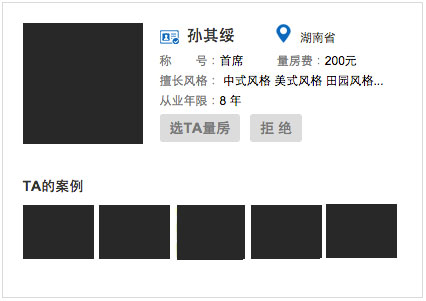 孙其绥 湖南省
称　　号：首席 量房费：200元
擅长风格： 中式风格 美式风格 田园风格...
从业年限：8 年
选TA量房 拒 绝
TA的案例